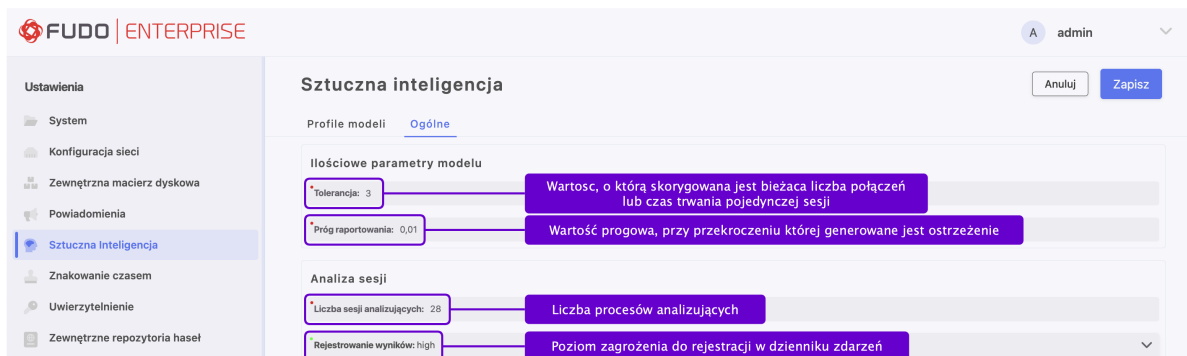 FUDO | ENTERPRISE
A admin
Ustawienia
System
Konfiguracja sieci
Zewnętrzna macierz dyskowa
Powiadomienia
Sztuczna Inteligencja
Znakowanie czasem
Uwierzytelnienie
Zewnętrzne repozytoria haseł
Sztuczna inteligencja
Anuluj
Zapisz
Profile modeli
Ogólne
Ilościowe parametry modelu
Tolerancja: 3
Wartosc, o którą skorygowana jest bieżaca liczba połączeń
lub czas trwania pojedynczej sesji
Próg raportowania: 0,01
Wartość progowa, przy przekroczeniu której generowane jest ostrzeżenie
Analiza sesji
Liczba sesji analizujących: 28
Liczba procesów analizujących
Rejestrowanie wyników: high
Poziom zagrożenia do rejestracji w dzienniku zdarzeń